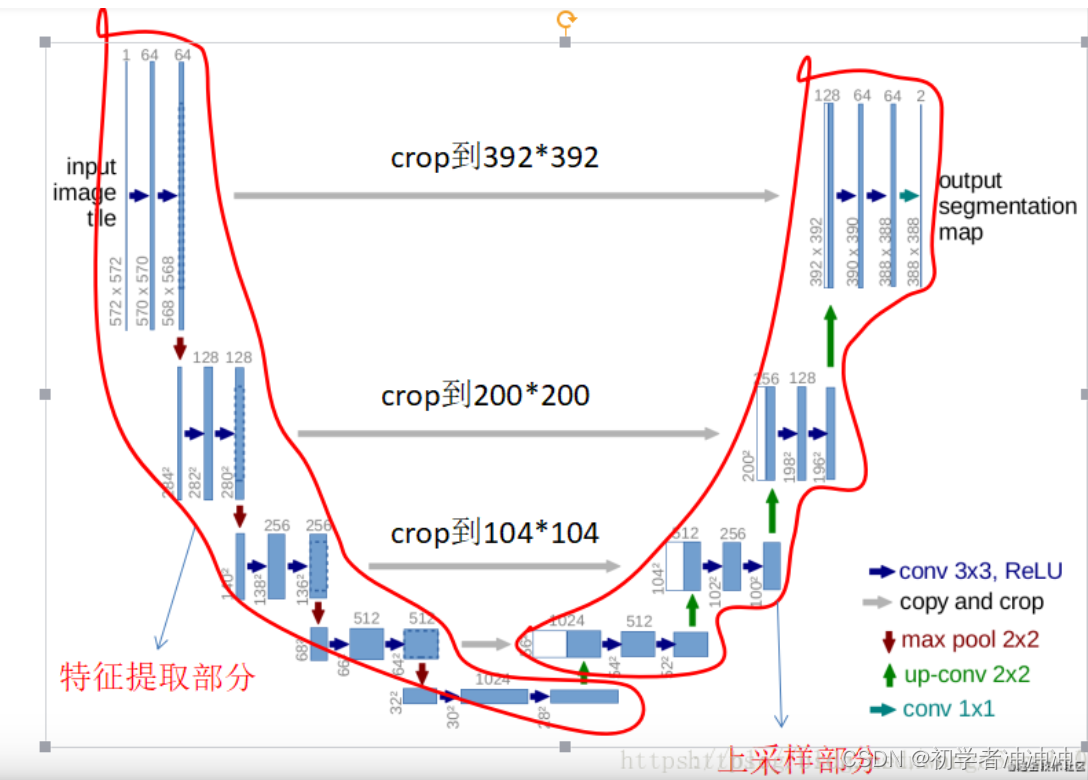 1 64 64
128 64 64 2
crop到392*392
input
image
tile
output
segmentation
map
572 x 572
570 x 570
568 x 568
392 x 392
390 x 390
388 x 388
388 x 388
128 128
256 128
crop到200*200
284²
282²
280²
200²
198²
196²
256 256
512 256
crop到104*104
140²
138²
136²
104²
102²
100²
512 512
1024 512
68²
66²
64²
56²
54²
52²
1024
32²
30²
28²
conv 3x3, ReLU
copy and crop
max pool 2x2
up-conv 2x2
conv 1x1
特征提取部分
上采样部分
CSDN @初学者冲冲冲